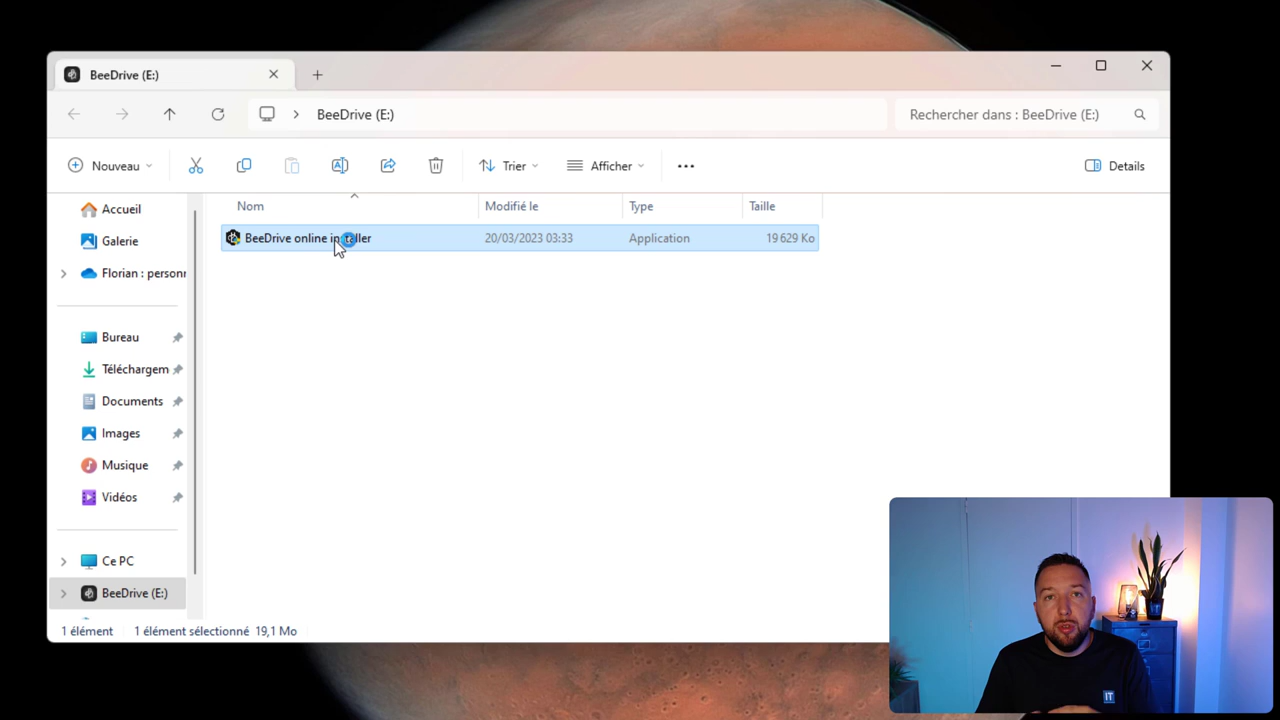 BeeDrive (E:)
BeeDrive (E:)
Rechercher dans : BeeDrive (E:)
Nouveau
Trier
Afficher
Details
Accueil
Galerie
Florian : personr
Bureau
Téléchargem
Documents
Images
Musique
Vidéos
Ce PC
BeeDrive (E:)
Nom Modifié le Type Taille
BeeDrive online installer 20/03/2023 03:33 Application 19 629 Ko
1 élément 1 élément sélectionné 19,1 Mo
IT